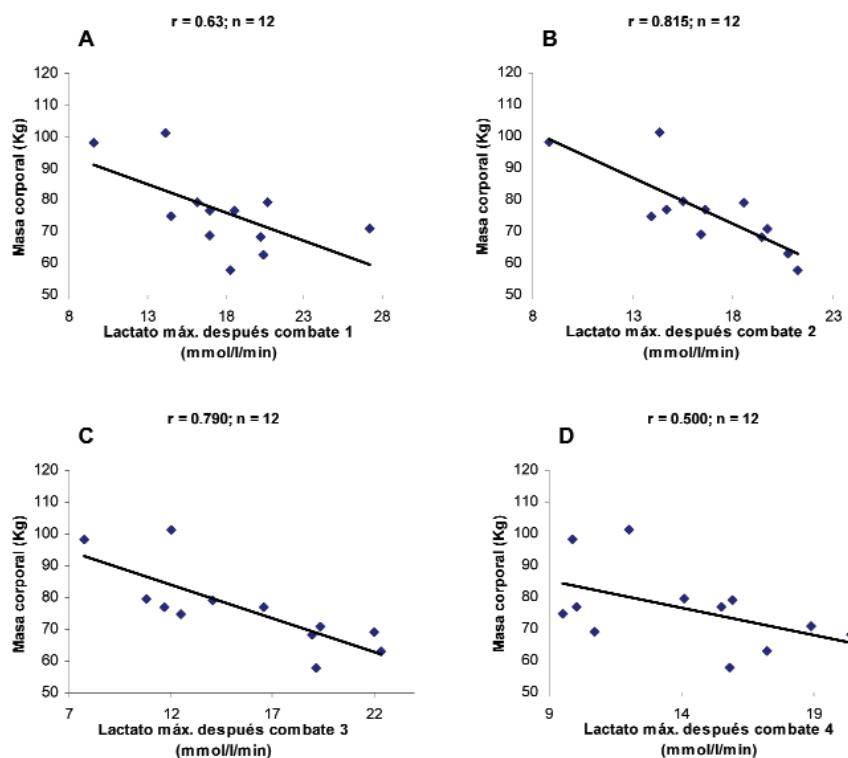 r = 0.63; n = 12
A
Masa corporal (Kg)
120
110
100
90
80
70
60
50
8
13
18
23
28
Lactato máx. después combate 1
(mmol/l/min)
r = 0.815; n = 12
B
Masa corporal (Kg)
120
110
100
90
80
70
60
50
8
13
18
23
Lactato máx. después combate 2
(mmol/l/min)
r = 0.790; n = 12
C
Masa corporal (Kg)
120
110
100
90
80
70
60
50
7
12
17
22
Lactato máx. después combate 3
(mmol/l/min)
r = 0.500; n = 12
D
Masa corporal (Kg)
120
110
100
90
80
70
60
50
9
14
19
Lactato máx. después combate 4
(mmol/l/min)